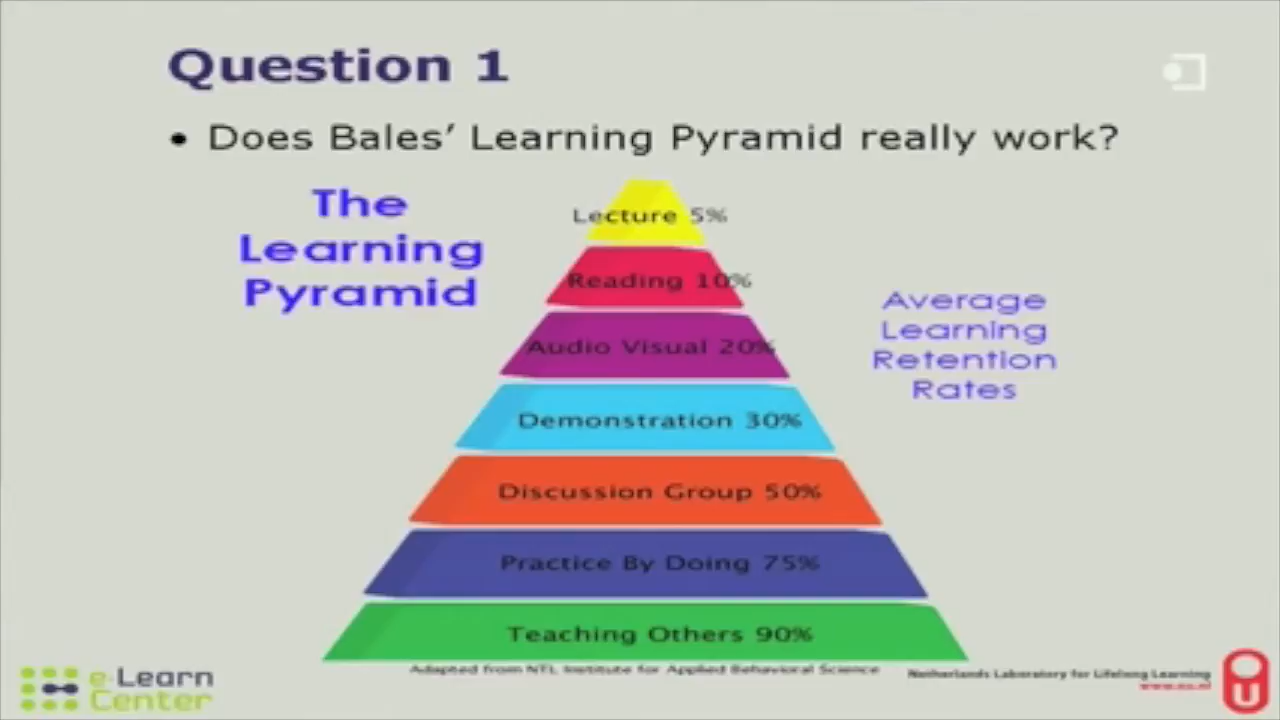 Question 1
• Does Bales’ Learning Pyramid really work?
The
Learning
Pyramid
Lecture 5%
Reading 10%
Audio Visual 20%
Demonstration 30%
Discussion Group 50%
Practice By Doing 75%
Teaching Others 90%
Average
Learning
Retention
Rates
Adapted from NTL Institute for Applied Behavioral Science
e-Learn
Center
Netherlands Laboratory for Lifelong Learning